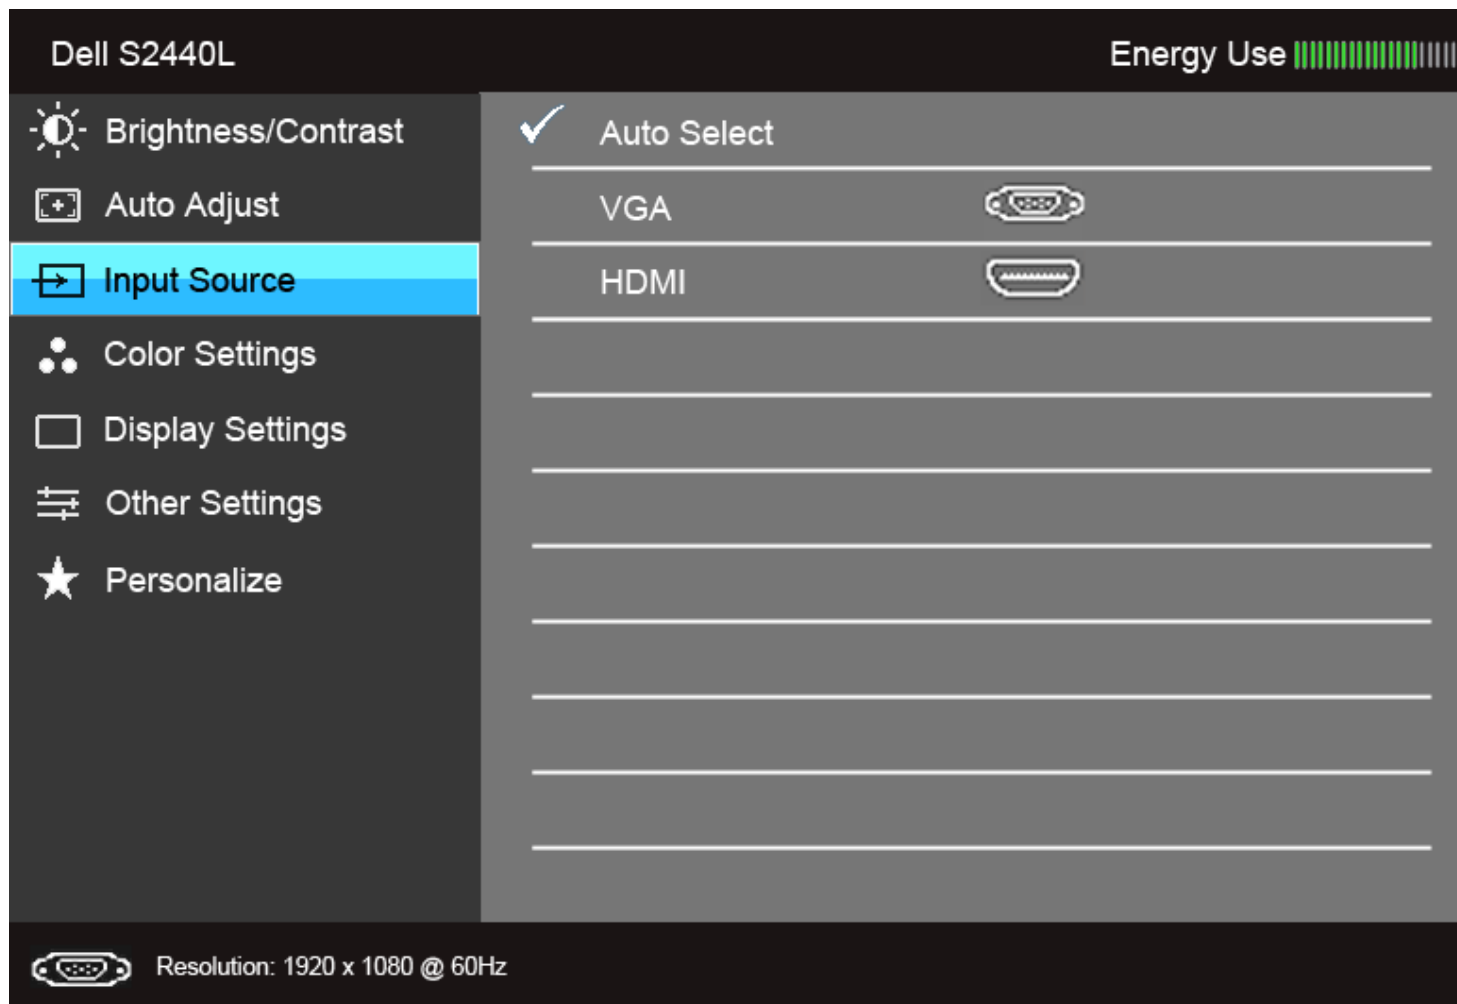 Dell S2440L Energy Use
Brightness/Contrast
Auto Adjust
Input Source
Color Settings
Display Settings
Other Settings
Personalize
Auto Select
VGA
HDMI
Resolution: 1920 x 1080 @ 60Hz